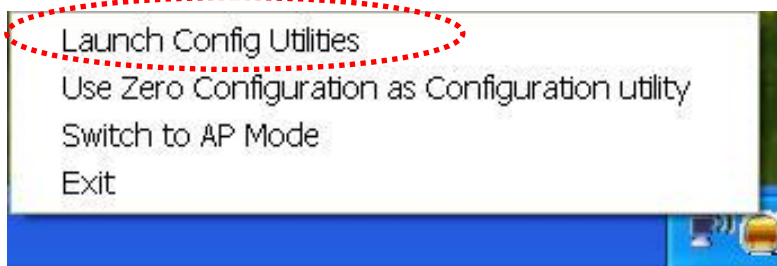 Launch Config Utilities
Use Zero Configuration as Configuration utility
Switch to AP Mode
Exit